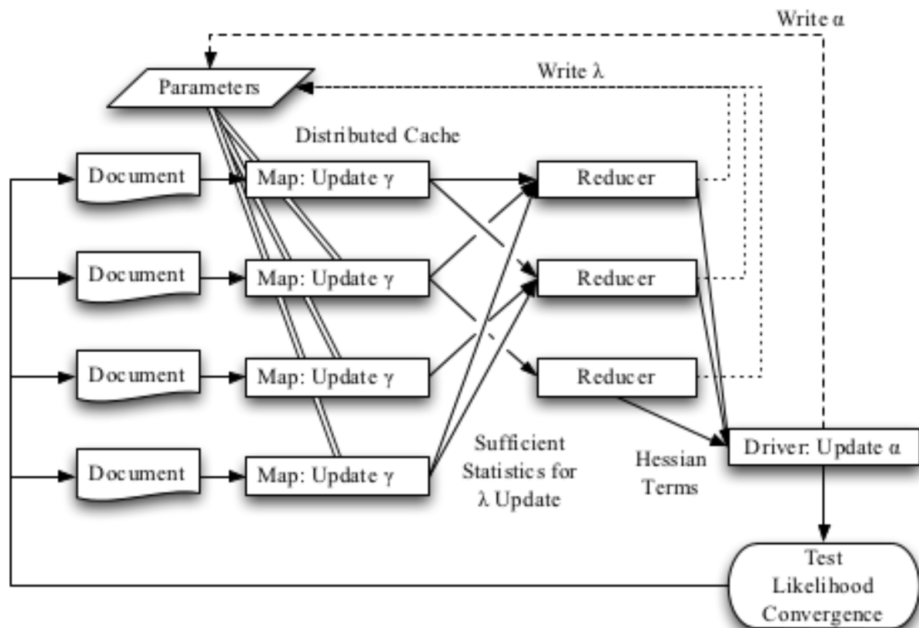 Write α
Parameters
Write λ
Distributed Cache
Document
Map: Update γ
Reducer
Document
Map: Update γ
Reducer
Document
Map: Update γ
Reducer
Document
Map: Update γ
Sufficient
Statistics for
λ Update
Hessian
Terms
Driver: Update α
Test
Likelihood
Convergence